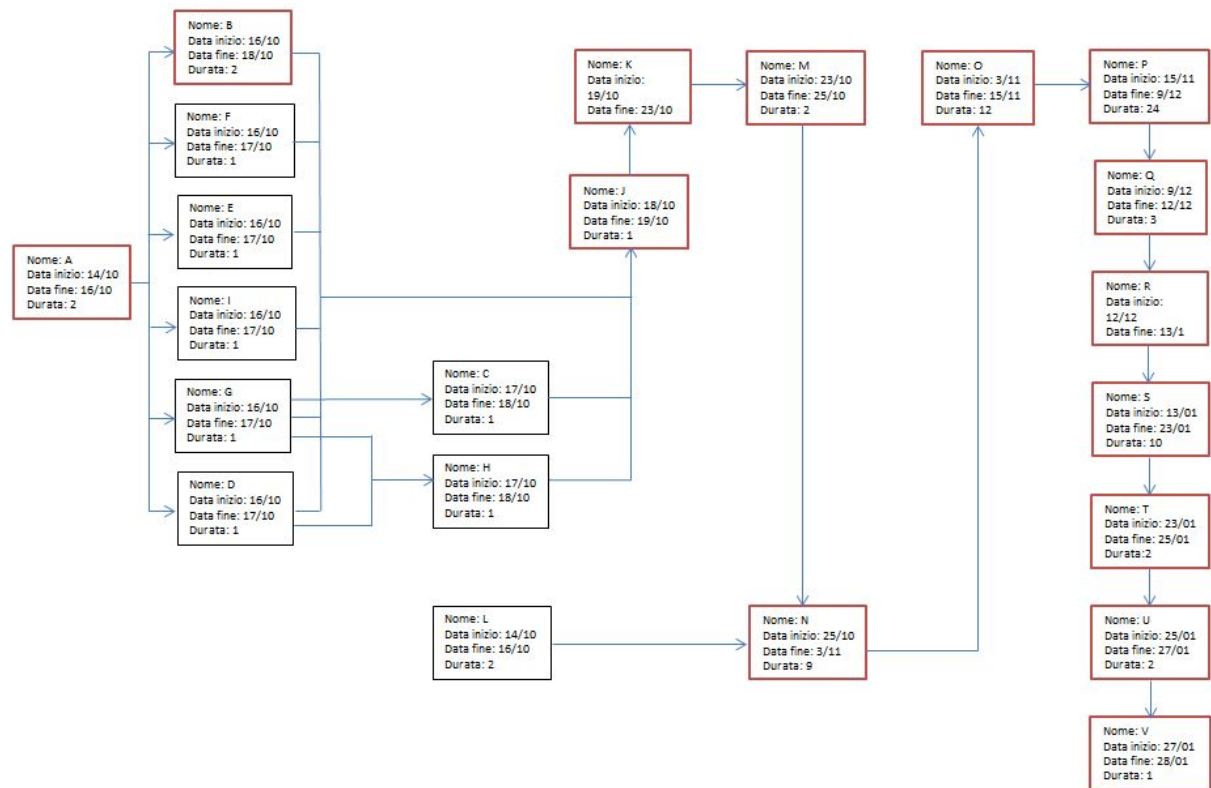 Nome: B
Data inizio: 16/10
Data fine: 18/10
Durata: 2
Nome: F
Data inizio: 16/10
Data fine: 17/10
Durata: 1
Nome: E
Data inizio: 16/10
Data fine: 17/10
Durata: 1
Nome: A
Data inizio: 14/10
Data fine: 16/10
Durata: 2
Nome: I
Data inizio: 16/10
Data fine: 17/10
Durata: 1
Nome: G
Data inizio: 16/10
Data fine: 17/10
Durata: 1
Nome: D
Data inizio: 16/10
Data fine: 17/10
Durata: 1
Nome: C
Data inizio: 17/10
Data fine: 18/10
Durata: 1
Nome: H
Data inizio: 17/10
Data fine: 18/10
Durata: 1
Nome: L
Data inizio: 14/10
Data fine: 16/10
Durata: 2
Nome: K
Data inizio:
19/10
Data fine: 23/10
Nome: J
Data inizio: 18/10
Data fine: 19/10
Durata: 1
Nome: M
Data inizio: 23/10
Data fine: 25/10
Durata: 2
Nome: N
Data inizio: 25/10
Data fine: 3/11
Durata: 9
Nome: O
Data inizio: 3/11
Data fine: 15/11
Durata: 12
Nome: P
Data inizio: 15/11
Data fine: 9/12
Durata: 24
Nome: Q
Data inizio: 9/12
Data fine: 12/12
Durata: 3
Nome: R
Data inizio:
12/12
Data fine: 13/1
Nome: S
Data inizio: 13/01
Data fine: 23/01
Durata: 10
Nome: T
Data inizio: 23/01
Data fine: 25/01
Durata:2
Nome: U
Data inizio: 25/01
Data fine: 27/01
Durata: 2
Nome: V
Data inizio: 27/01
Data fine: 28/01
Durata: 1